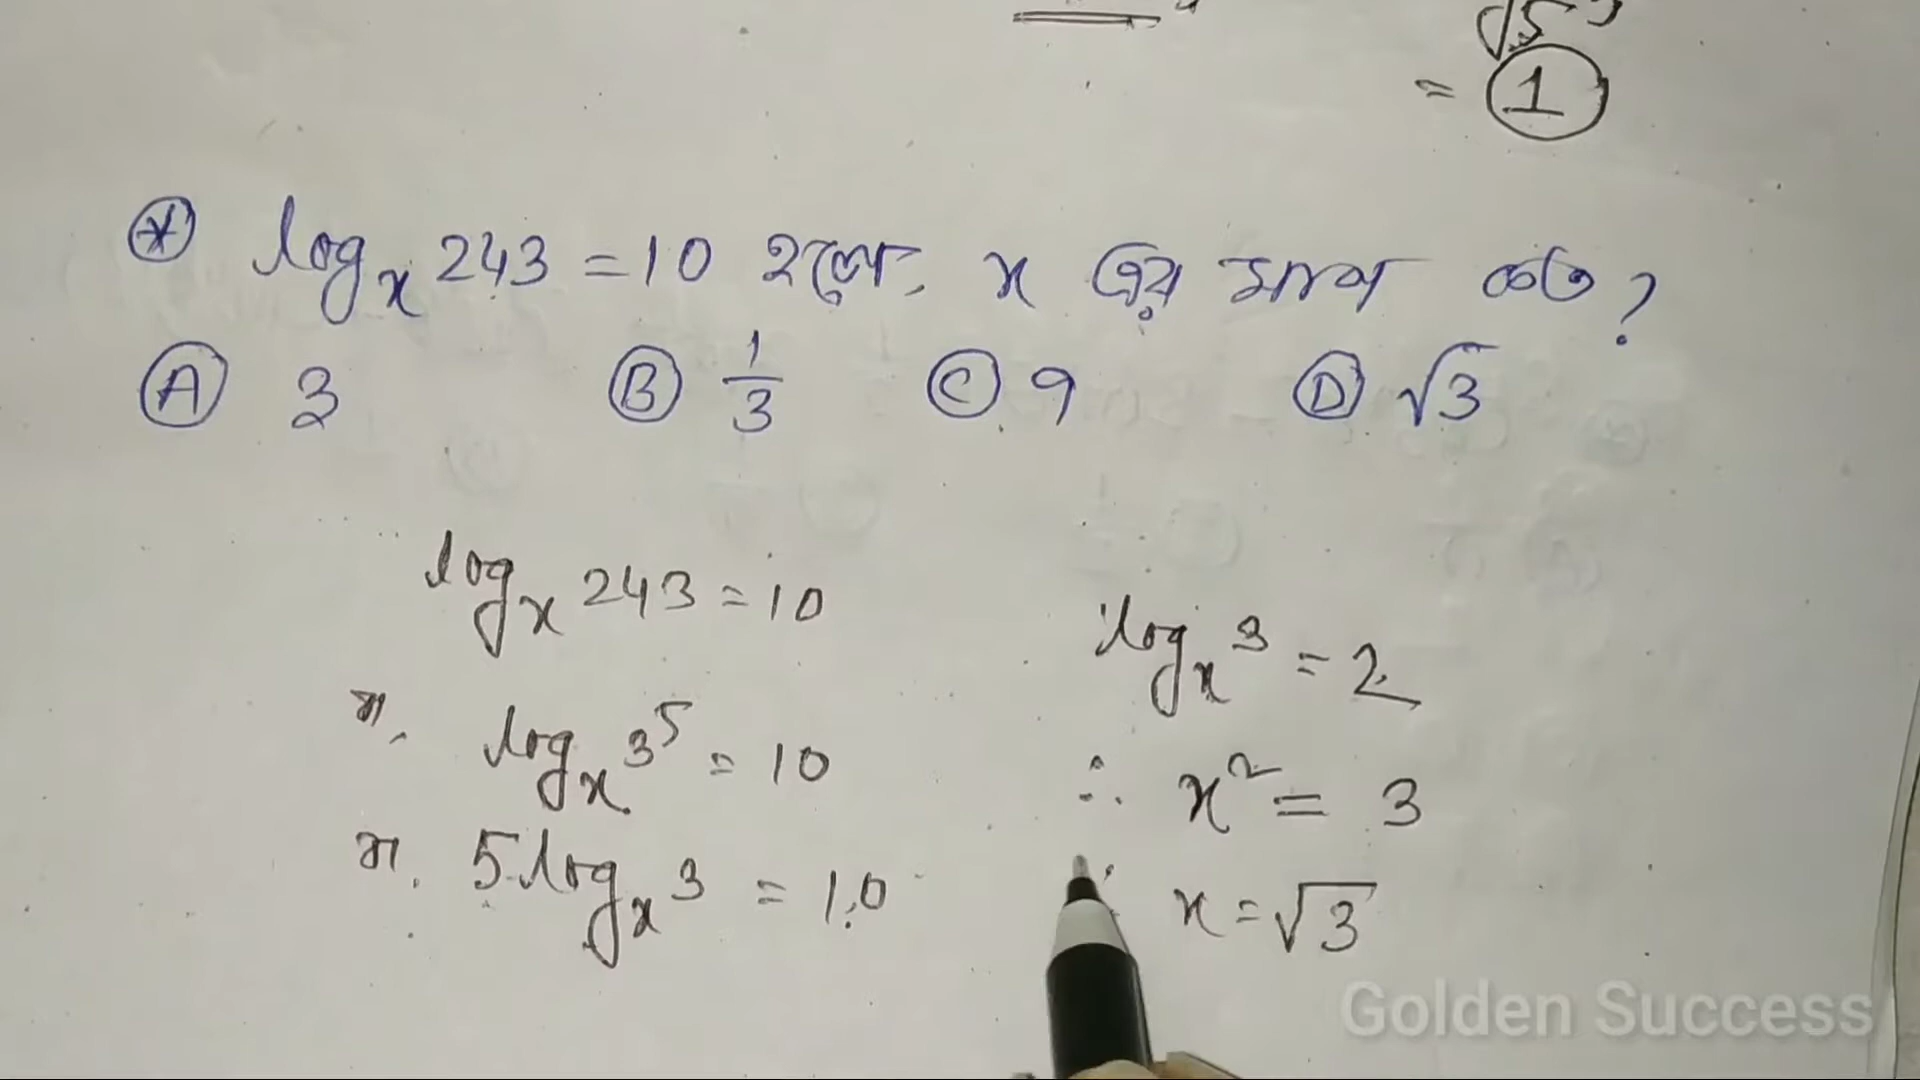 √5
= 1
* log_x 243 = 10 হলে, x এর মান কত ?
A 3 B 1/3 C 9 D √3
log_x 243 = 10
বা, log_x 3^5 = 10
বা, 5 log_x 3 = 10
log_x 3 = 2
∴ x^2 = 3
x = √3
Golden Success